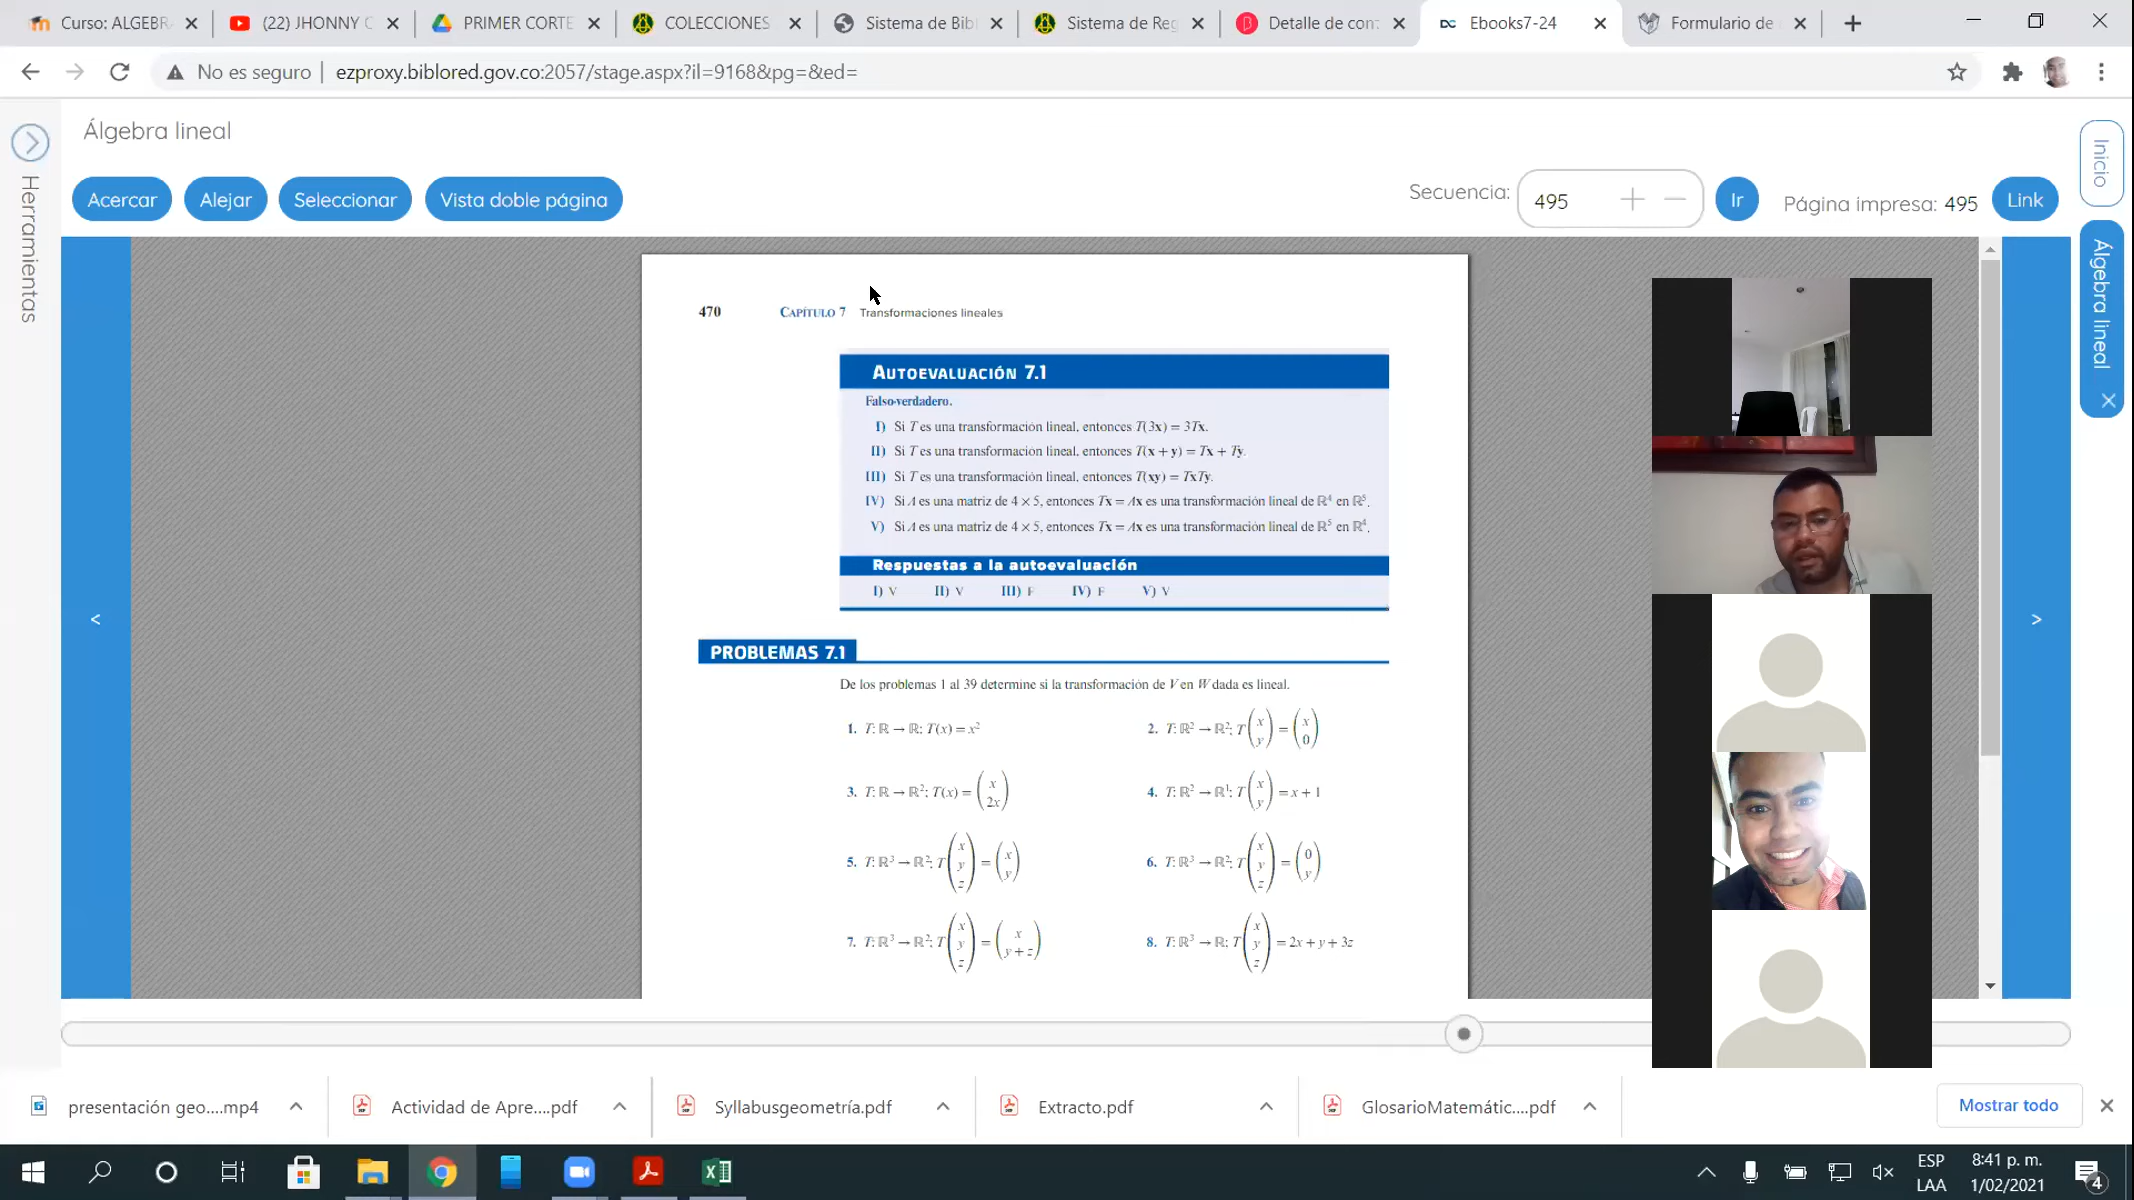 Curso: ALGEBRA
(22) JHONNY C
PRIMER CORTE
COLECCIONES
Sistema de Bibl
Sistema de Reg
Detalle de con
Ebooks7-24
Formulario de
No es seguro | ezproxy.biblored.gov.co:2057/stage.aspx?il=9168&pg=&ed=
Herramientas
Álgebra lineal
Inicio
Álgebra lineal
Acercar
Alejar
Seleccionar
Vista doble página
Secuencia: 495
Ir
Página impresa: 495
Link
470 CAPÍTULO 7 Transformaciones lineales
AUTOEVALUACIÓN 7.1
Falso-verdadero.
I) Si T es una transformación lineal, entonces T(3x) = 3Tx.
II) Si T es una transformación lineal, entonces T(x + y) = Tx + Ty.
III) Si T es una transformación lineal, entonces T(xy) = TxTy.
IV) Si A es una matriz de 4 × 5, entonces Tx = Ax es una transformación lineal de ℝ⁴ en ℝ⁵.
V) Si A es una matriz de 4 × 5, entonces Tx = Ax es una transformación lineal de ℝ⁵ en ℝ⁴.
Respuestas a la autoevaluación
I) V II) V III) F IV) F V) V
PROBLEMAS 7.1
De los problemas 1 al 39 determine si la transformación de V en W dada es lineal.
1. T: ℝ → ℝ; T(x) = x²
2. T: ℝ² → ℝ²; T(x y) = (x 0)
3. T: ℝ → ℝ²; T(x) = (x 2x)
4. T: ℝ² → ℝ¹; T(x y) = x + 1
5. T: ℝ³ → ℝ²; T(x y z) = (x y)
6. T: ℝ³ → ℝ²; T(x y z) = (0 y)
7. T: ℝ³ → ℝ²; T(x y z) = (x y + z)
8. T: ℝ³ → ℝ; T(x y z) = 2x + y + 3z
<
>
presentación geo....mp4
Actividad de Apre....pdf
Syllabusgeometría.pdf
Extracto.pdf
GlosarioMatemátic....pdf
Mostrar todo
ESP
LAA
8:41 p. m.
1/02/2021
4